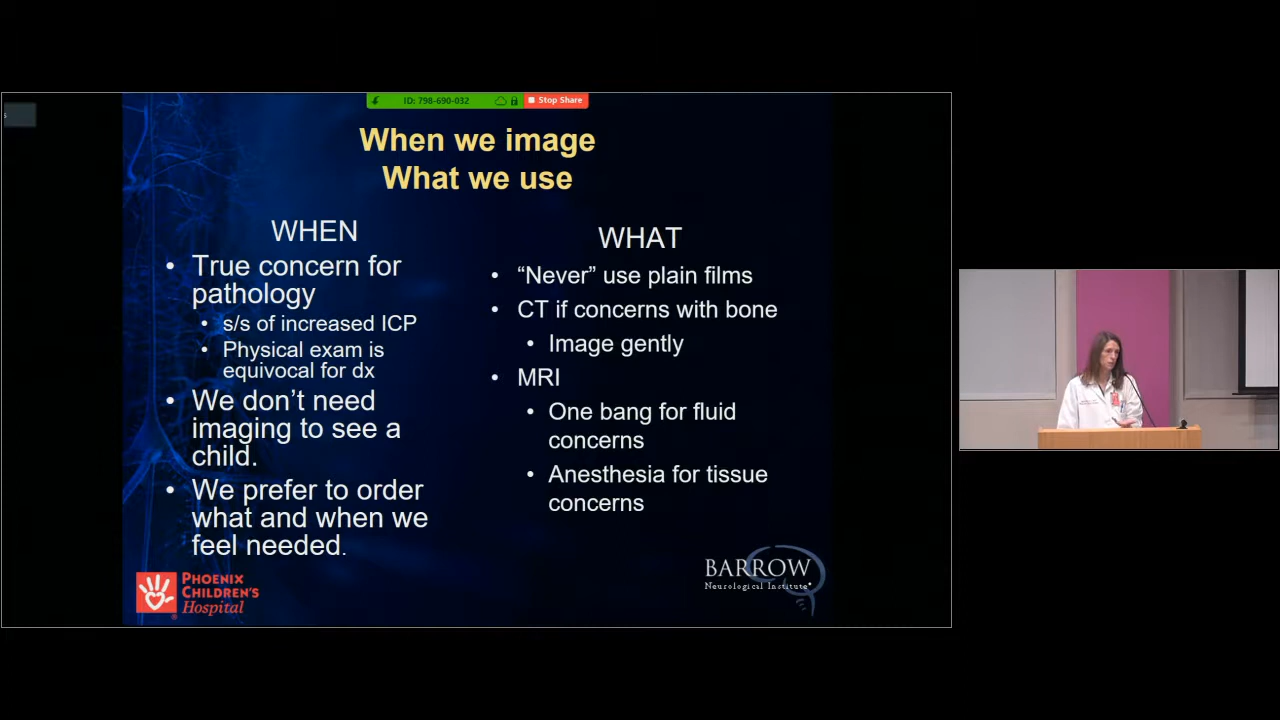 ID: 798-690-032
Stop Share
When we image
What we use
WHEN
• True concern for
pathology
• s/s of increased ICP
• Physical exam is
equivocal for dx
• We don’t need
imaging to see a
child.
• We prefer to order
what and when we
feel needed.
WHAT
• “Never” use plain films
• CT if concerns with bone
• Image gently
• MRI
• One bang for fluid
concerns
• Anesthesia for tissue
concerns
PHOENIX
CHILDREN'S
Hospital
BARROW
Neurological Institute®